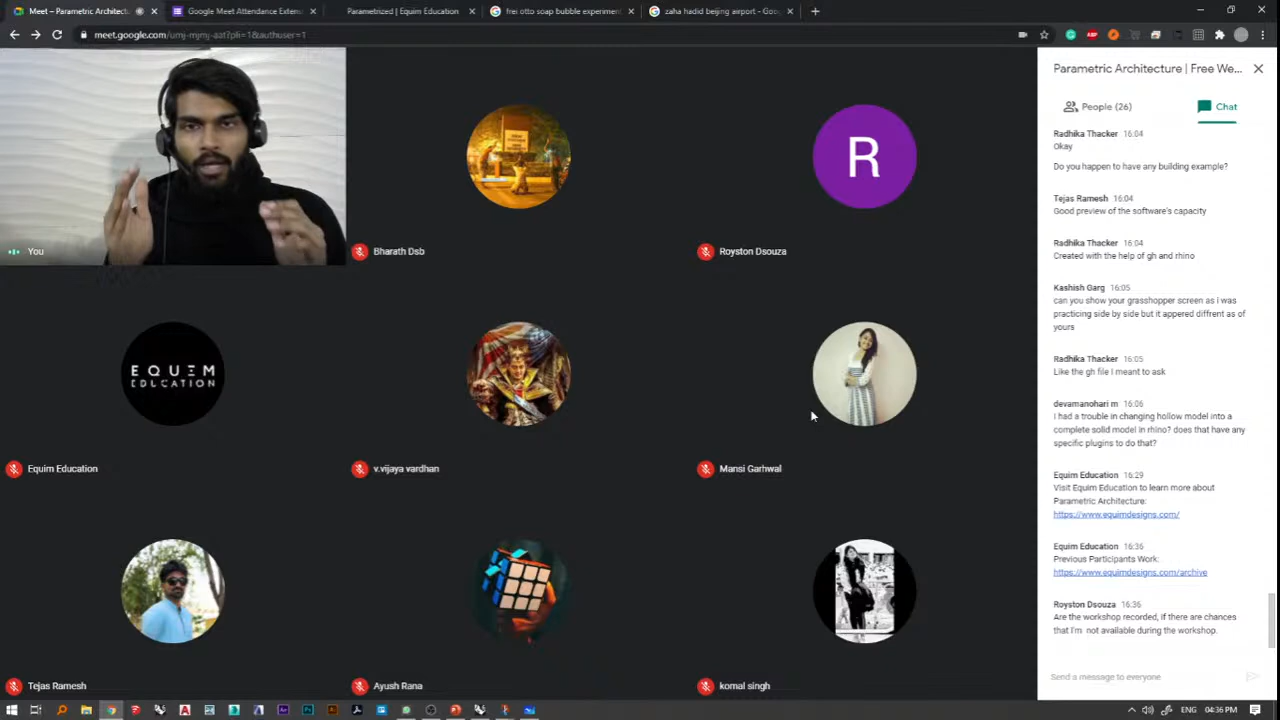 Meet – Parametric Architect
Google Meet Attendance Extens
Parametrized | Equim Education
frei otto soap bubble experiment
zaha hadid beijing airport - Goog
meet.google.com/umj-mjmj-aat?pli=1&authuser=1
Parametric Architecture | Free We...
People (26)
Chat
Radhika Thacker 16:04
Okay
Do you happen to have any building example?
Tejas Ramesh 16:04
Good preview of the software's capacity
Radhika Thacker 16:04
Created with the help of gh and rhino
Kashish Garg 16:05
can you show your grasshopper screen as i was
practicing side by side but it appered diffrent as of
yours
Radhika Thacker 16:05
Like the gh file I meant to ask
devamanohari m 16:06
I had a trouble in changing hollow model into a
complete solid model in rhino? does that have any
specific plugins to do that?
Equim Education 16:29
Visit Equim Education to learn more about
Parametric Architecture:
https://www.equimdesigns.com/
Equim Education 16:36
Previous Participants Work:
https://www.equimdesigns.com/archive
Royston Dsouza 16:36
Are the workshop recorded, if there are chances
that I'm not available during the workshop.
Send a message to everyone
You
Bharath Dsb
R
Royston Dsouza
EQUEM
EDUCATION
Equim Education
v.vijaya vardhan
Mansi Garhwal
Tejas Ramesh
Ayush Rana
komal singh
ENG 04:36 PM